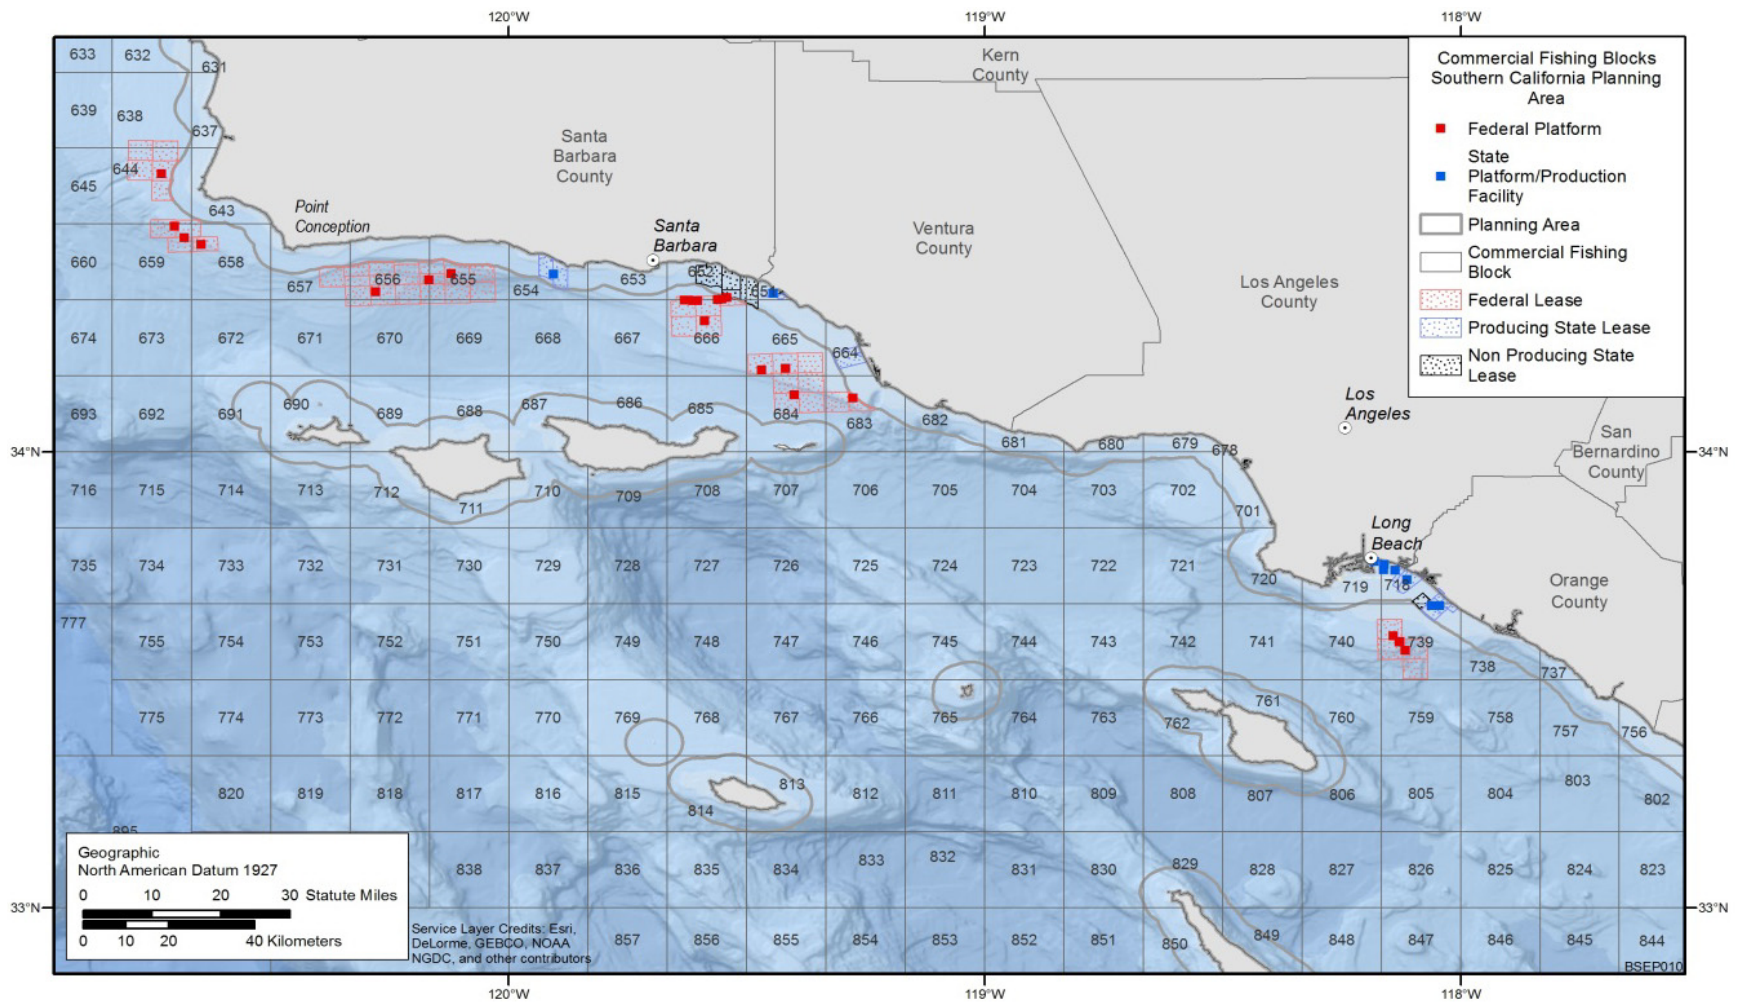 120°W 119°W 118°W
633 632 631
Kern
County
Commercial Fishing Blocks
Southern California Planning
Area
Federal Platform
State
Platform/Production
Facility
Planning Area
Commercial Fishing
Block
Federal Lease
Producing State Lease
Non Producing State
Lease
639 638 637
Santa
Barbara
County
644
645
643
Point
Conception
Santa
Barbara
Ventura
County
Los Angeles
County
660 659 658 657 656 655 654 653 652
674 673 672 671 670 669 668 667 666 665 664
693 692 691 690 689 688 687 686 685 684 683 682 681 680 679 678
Los
Angeles
San
Bernardino
County
34°N 34°N
716 715 714 713 712 711 710 709 708 707 706 705 704 703 702 701
Long
Beach
Orange
County
735 734 733 732 731 730 729 728 727 726 725 724 723 722 721 720 719 718
777 755 754 753 752 751 750 749 748 747 746 745 744 743 742 741 740 739 738 737
775 774 773 772 771 770 769 768 767 766 765 764 763 762 761 760 759 758 757 756
820 819 818 817 816 815 814 813 812 811 810 809 808 807 806 805 804 803 802
895
838 837 836 835 834 833 832 831 830 829 828 827 826 825 824 823
Geographic
North American Datum 1927
0 10 20 30 Statute Miles
0 10 20 40 Kilometers
33°N 33°N
Service Layer Credits: Esri,
DeLorme, GEBCO, NOAA
NGDC, and other contributors
857 856 855 854 853 852 851 850 849 848 847 846 845 844
BSEP010
120°W 119°W 118°W